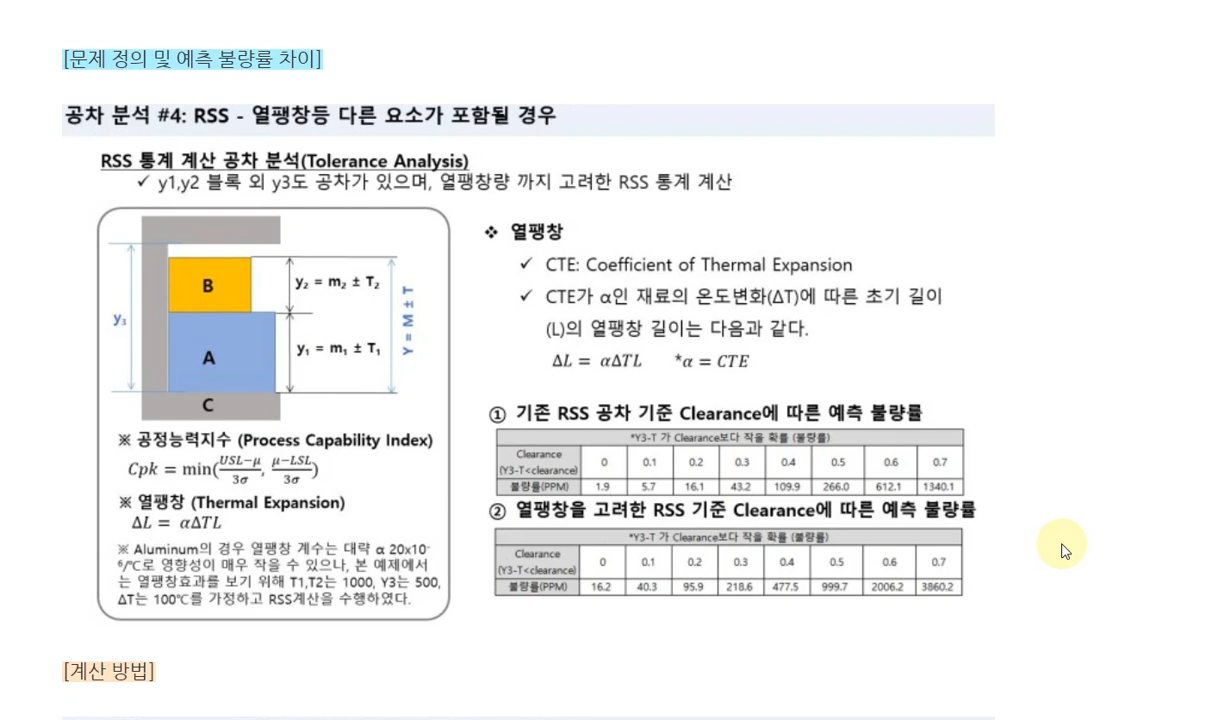 [문제 정의 및 예측 불량률 차이]
공차 분석 #4: RSS - 열팽창등 다른 요소가 포함될 경우
RSS 통계 계산 공차 분석(Tolerance Analysis)
✓ y1,y2 블록 외 y3도 공차가 있으며, 열팽창량 까지 고려한 RSS 통계 계산
B
A
C
y₃
y₂ = m₂ ± T₂
y₁ = m₁ ± T₁
Y = M ± T
※ 공정능력지수 (Process Capability Index)
Cpk = min(USL−μ/3σ, μ−LSL/3σ)
※ 열팽창 (Thermal Expansion)
ΔL = αΔTL
※ Aluminum의 경우 열팽창 계수는 대략 α 20x10⁻
⁶/℃로 영향성이 매우 작을 수 있으나, 본 예제에서
는 열팽창효과를 보기 위해 T1,T2는 1000, Y3는 500,
ΔT는 100℃를 가정하고 RSS계산을 수행하였다.
❖ 열팽창
✓ CTE: Coefficient of Thermal Expansion
✓ CTE가 α인 재료의 온도변화(ΔT)에 따른 초기 길이
(L)의 열팽창 길이는 다음과 같다.
ΔL = αΔTL *α = CTE
① 기존 RSS 공차 기준 Clearance에 따른 예측 불량률
*Y3-T 가 Clearance보다 작을 확률 (불량률)
Clearance
(Y3-T<clearance) 0 0.1 0.2 0.3 0.4 0.5 0.6 0.7
불량률(PPM) 1.9 5.7 16.1 43.2 109.9 266.0 612.1 1340.1
② 열팽창을 고려한 RSS 기준 Clearance에 따른 예측 불량률
*Y3-T 가 Clearance보다 작을 확률 (불량률)
Clearance
(Y3-T<clearance) 0 0.1 0.2 0.3 0.4 0.5 0.6 0.7
불량률(PPM) 16.2 40.3 95.9 218.6 477.5 999.7 2006.2 3860.2
[계산 방법]